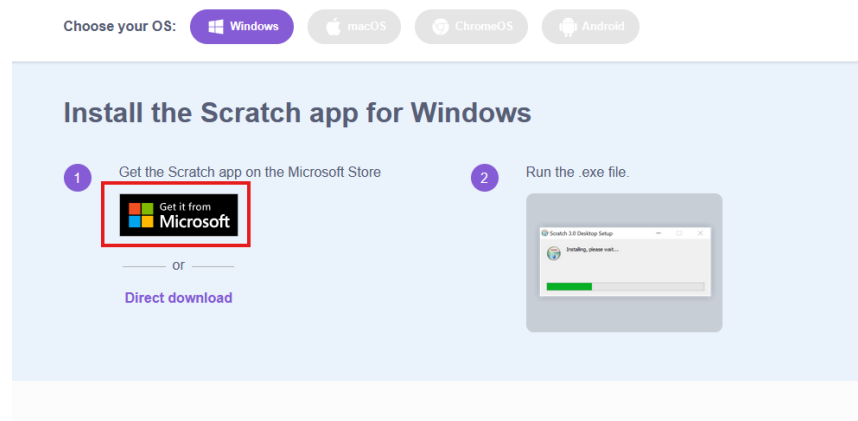 Choose your OS:
Windows
macOS
ChromeOS
Android
Install the Scratch app for Windows
1
Get the Scratch app on the Microsoft Store
Get it from
Microsoft
or
Direct download
2
Run the .exe file.
Scratch 3.0 Desktop Setup
Installing, please wait...